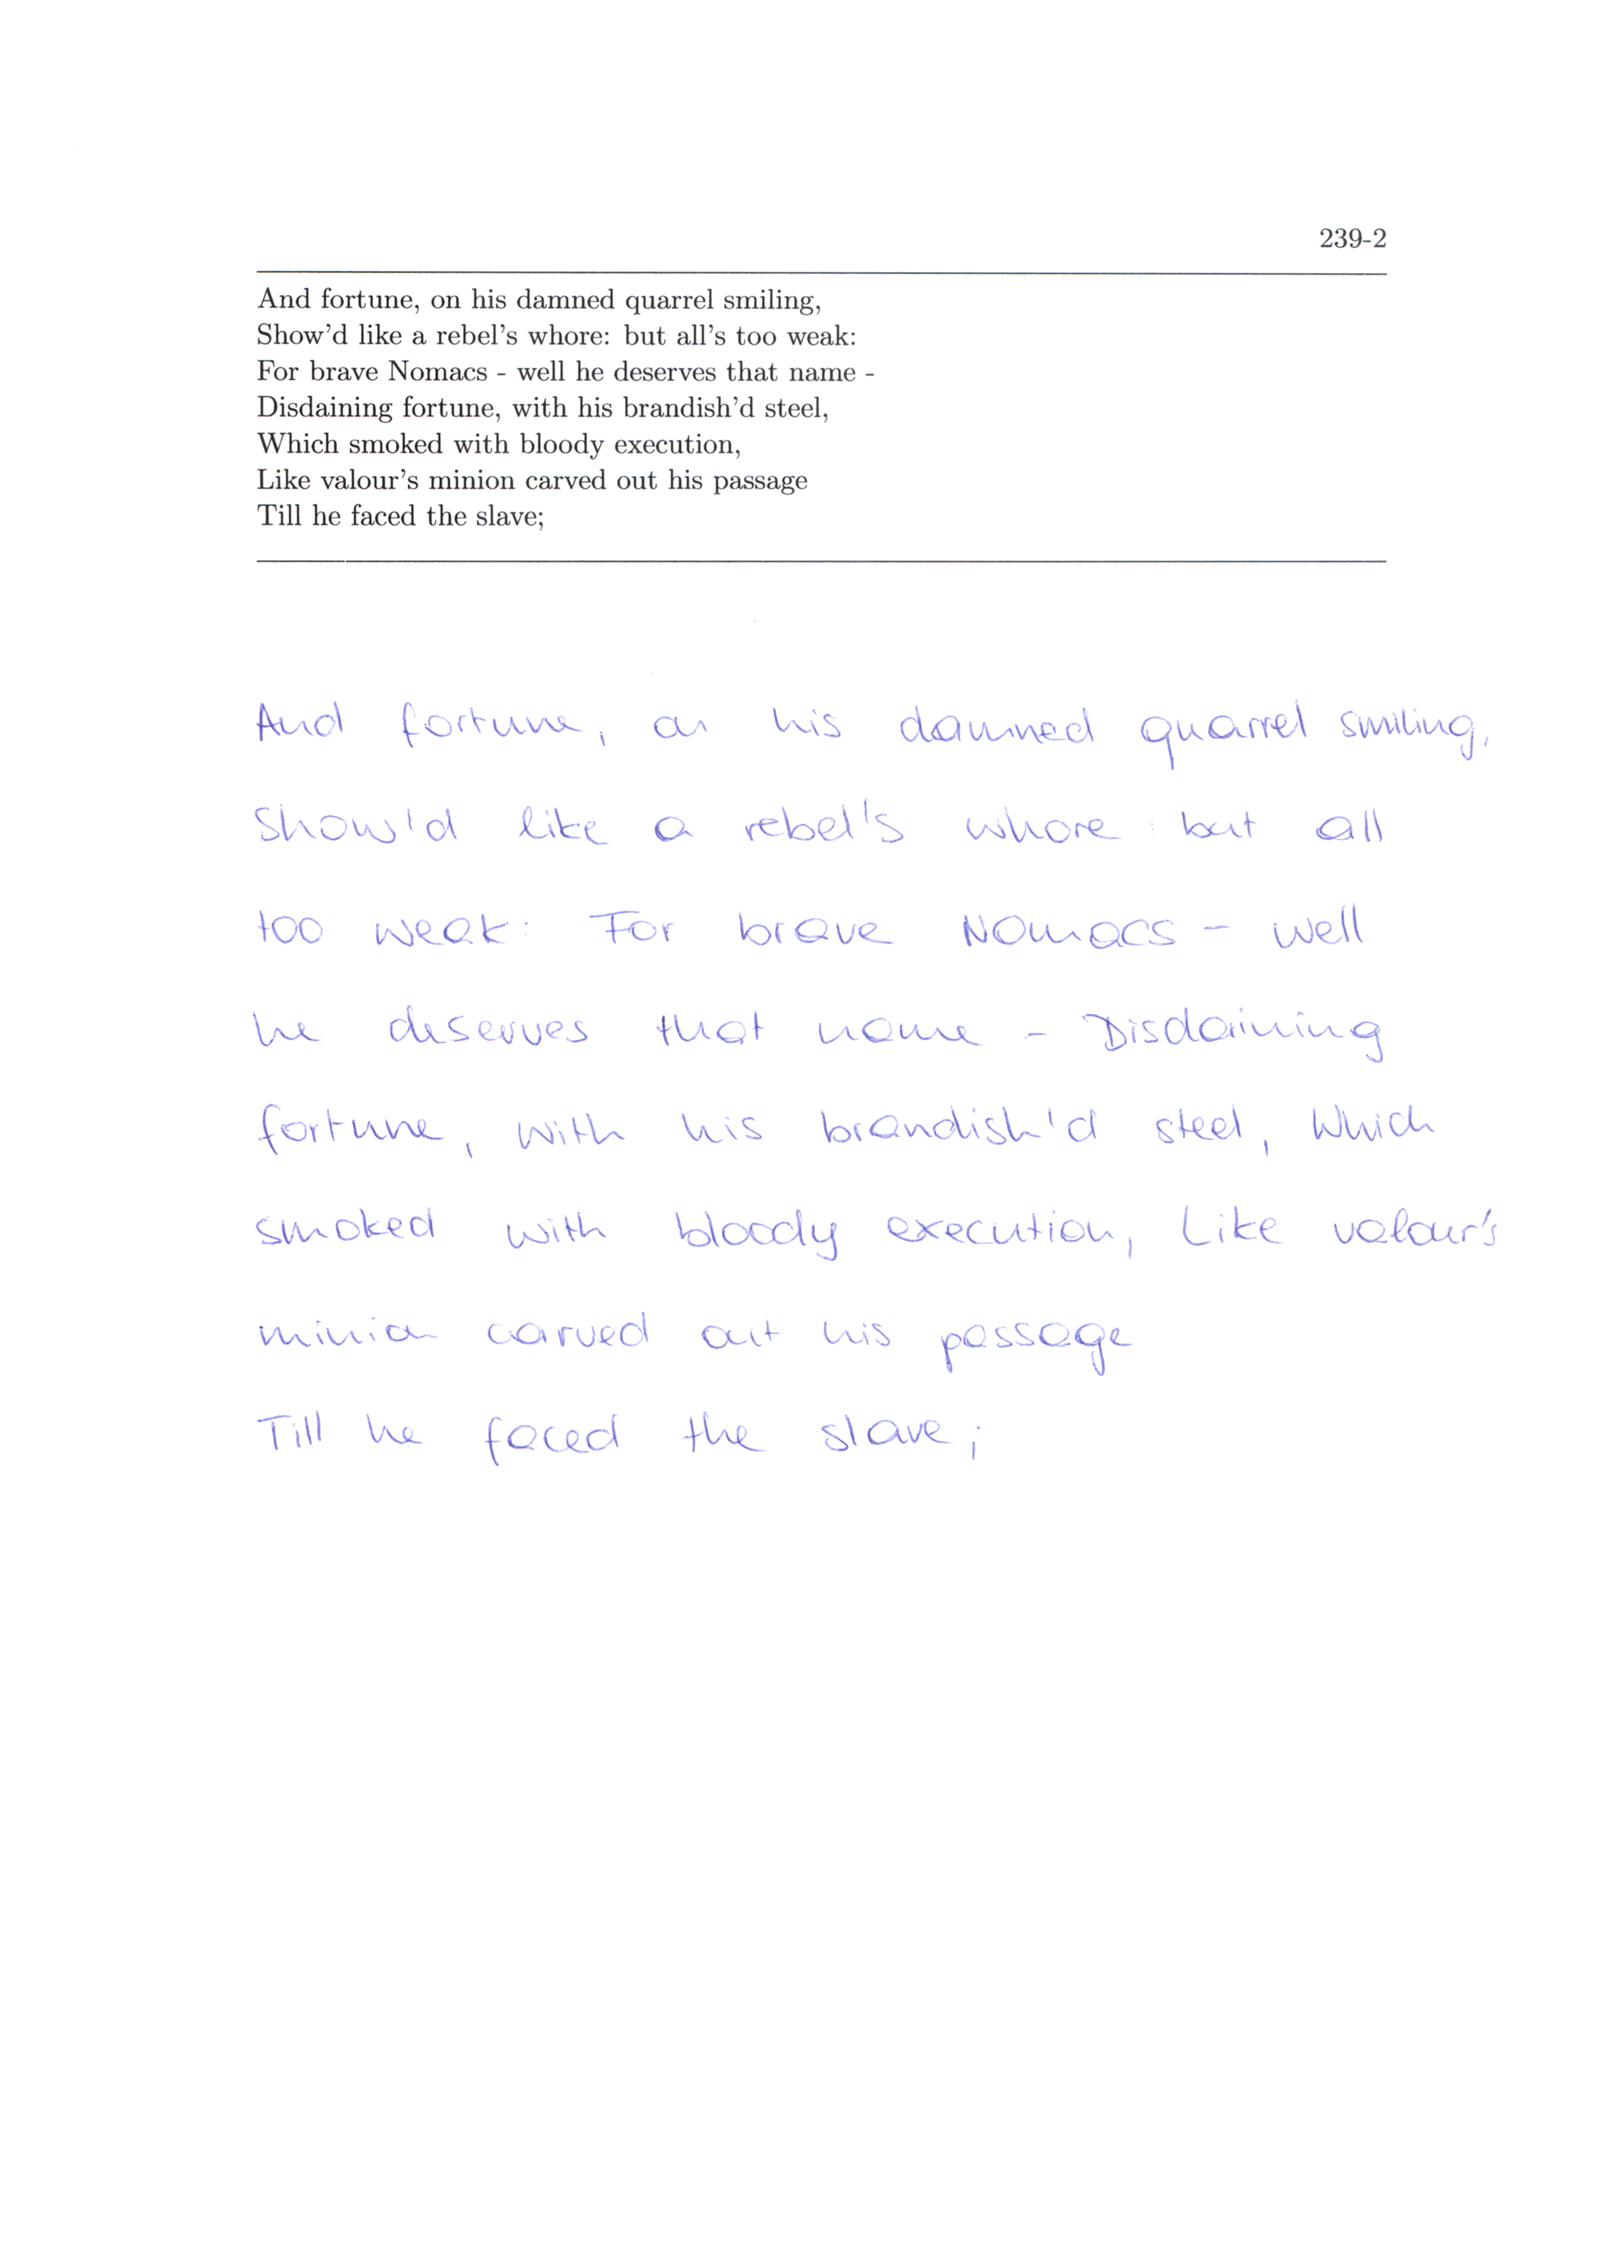 239-2
And fortune, on his damned quarrel smiling,
Show'd like a rebel's whore: but all's too weak:
For brave Nomacs - well he deserves that name -
Disdaining fortune, with his brandish'd steel,
Which smoked with bloody execution,
Like valour's minion carved out his passage
Till he faced the slave;
And fortune, on his damned quarrel smiling,
Show'd like a rebel's whore: but all
too weak: For brave Nomacs - well
he deserves that name - Disdaining
fortune, with his brandish'd steel, Which
smoked with bloody execution, Like valour's
minion carved out his passage
Till he faced the slave;